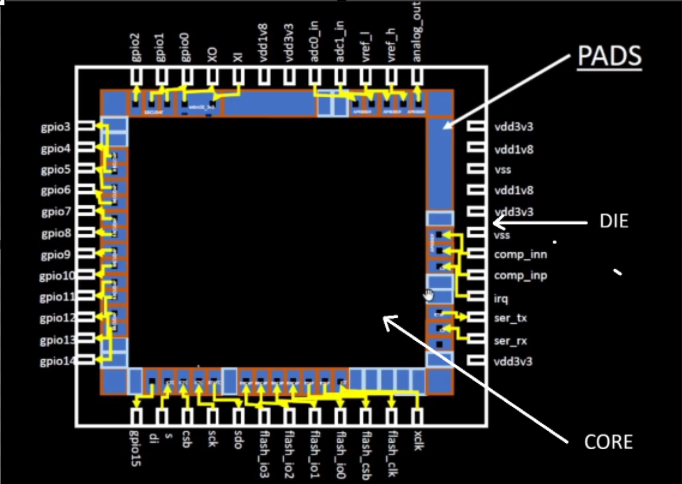 gpio2
gpio1
gpio0
XO
XI
vdd1v8
vdd3v3
adc0_in
adc1_in
vref_l
vref_h
analog_out
PADS
gpio3
gpio4
gpio5
gpio6
gpio7
gpio8
gpio9
gpio10
gpio11
gpio12
gpio13
gpio14
vdd3v3
vdd1v8
vss
vdd1v8
vdd3v3
vss
comp_inn
comp_inp
irq
ser_tx
ser_rx
vdd3v3
DIE
CORE
gpio15
di
s
csb
sck
sdo
flash_io3
flash_io2
flash_io1
flash_io0
flash_csb
flash_clk
xclk